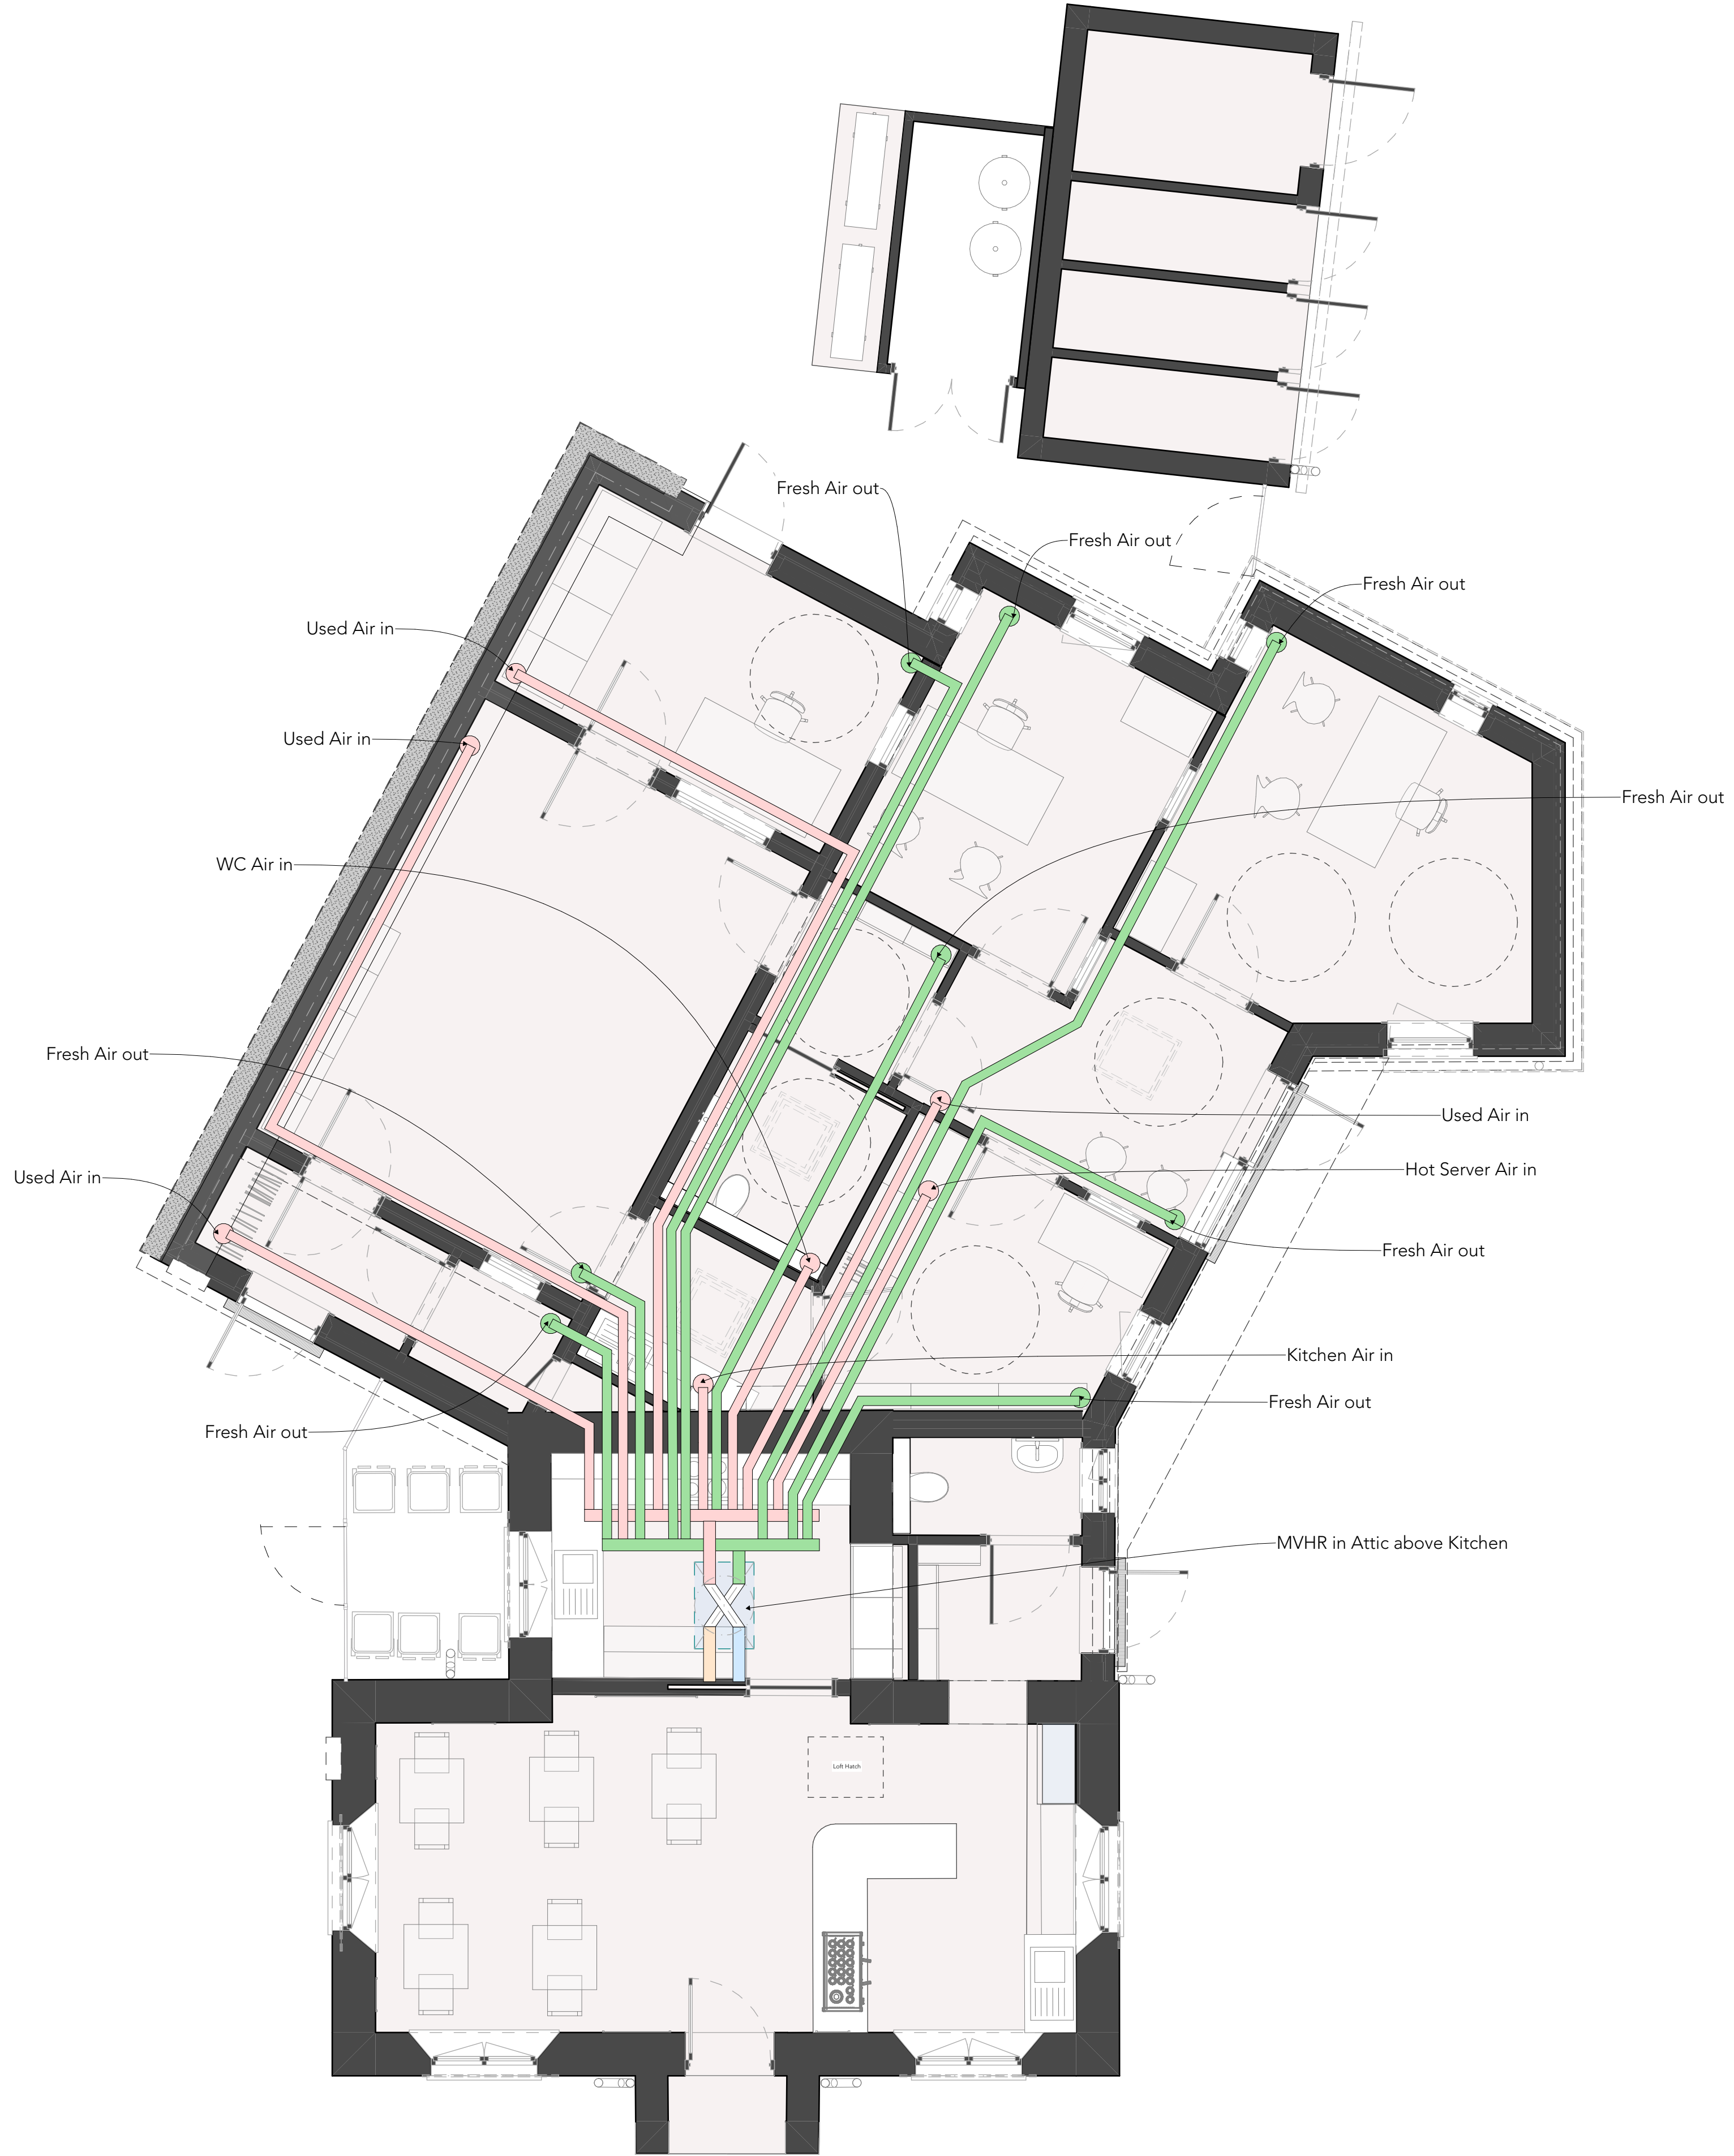 Fresh Air out
Fresh Air out
Fresh Air out
Used Air in
Used Air in
Fresh Air out
WC Air in
Fresh Air out
Used Air in
Hot Server Air in
Used Air in
Fresh Air out
Kitchen Air in
Fresh Air out
Fresh Air out
MVHR in Attic above Kitchen
Loft Hatch